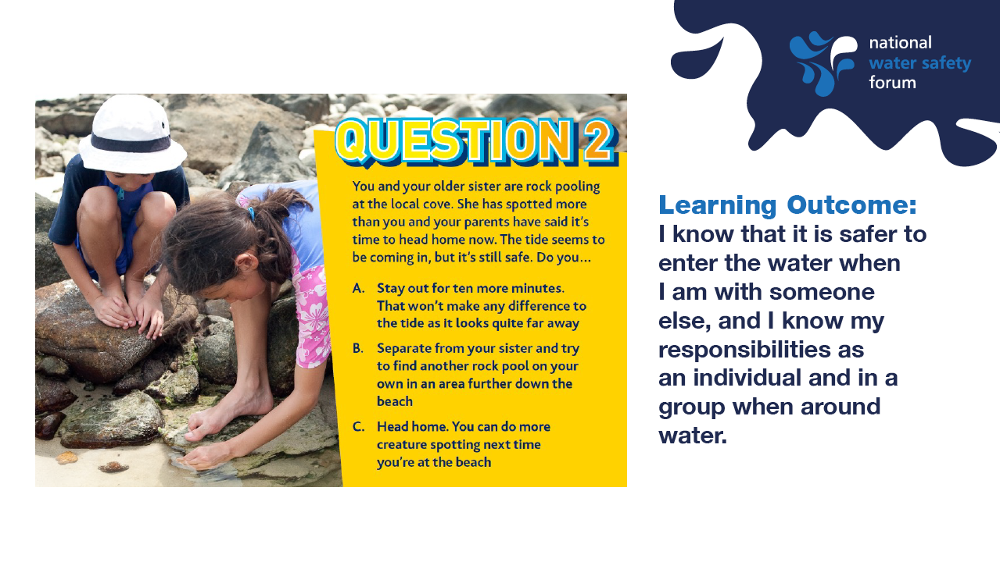 national
water safety
forum
QUESTION 2
You and your older sister are rock pooling
at the local cove. She has spotted more
than you and your parents have said it's
time to head home now. The tide seems to
be coming in, but it's still safe. Do you...
A. Stay out for ten more minutes.
That won't make any difference to
the tide as it looks quite far away
B. Separate from your sister and try
to find another rock pool on your
own in an area further down the
beach
C. Head home. You can do more
creature spotting next time
you're at the beach
Learning Outcome:
I know that it is safer to
enter the water when
I am with someone
else, and I know my
responsibilities as
an individual and in a
group when around
water.